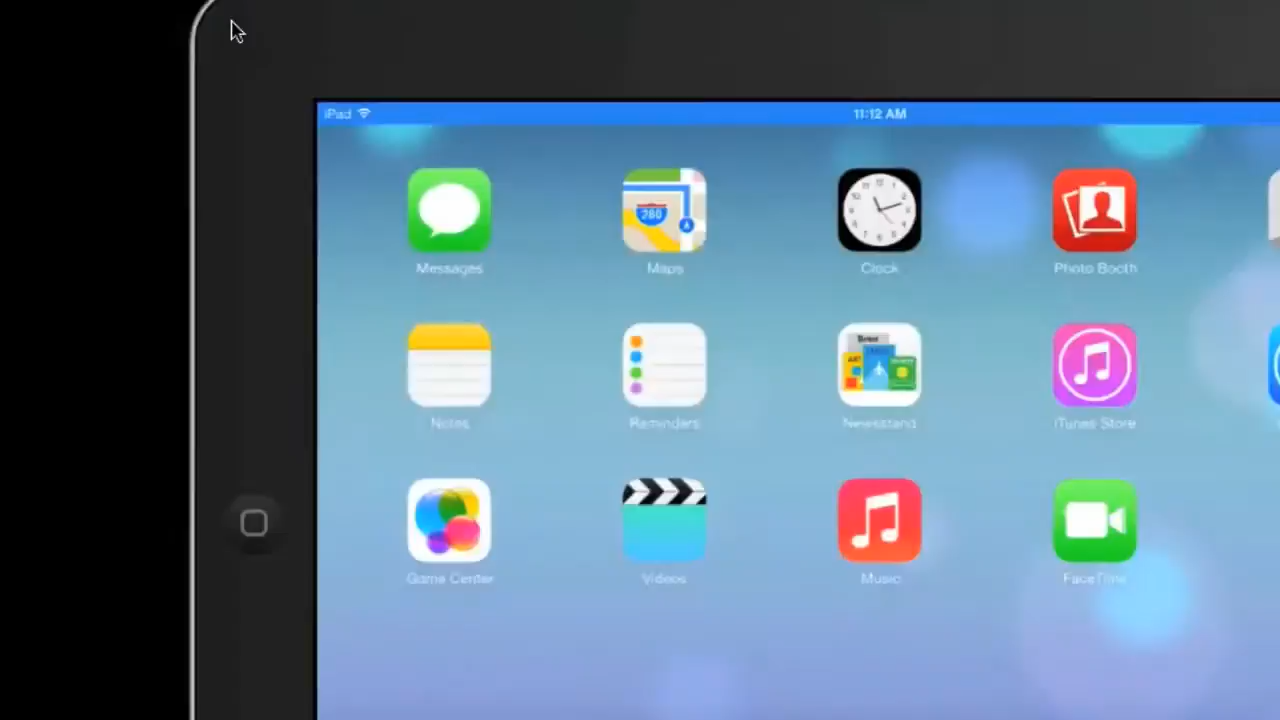 iPad
11:12 AM
280
Messages
Maps
Clock
Photo Booth
Notes
Reminders
Newsstand
iTunes Store
Game Center
Videos
Music
FaceTime